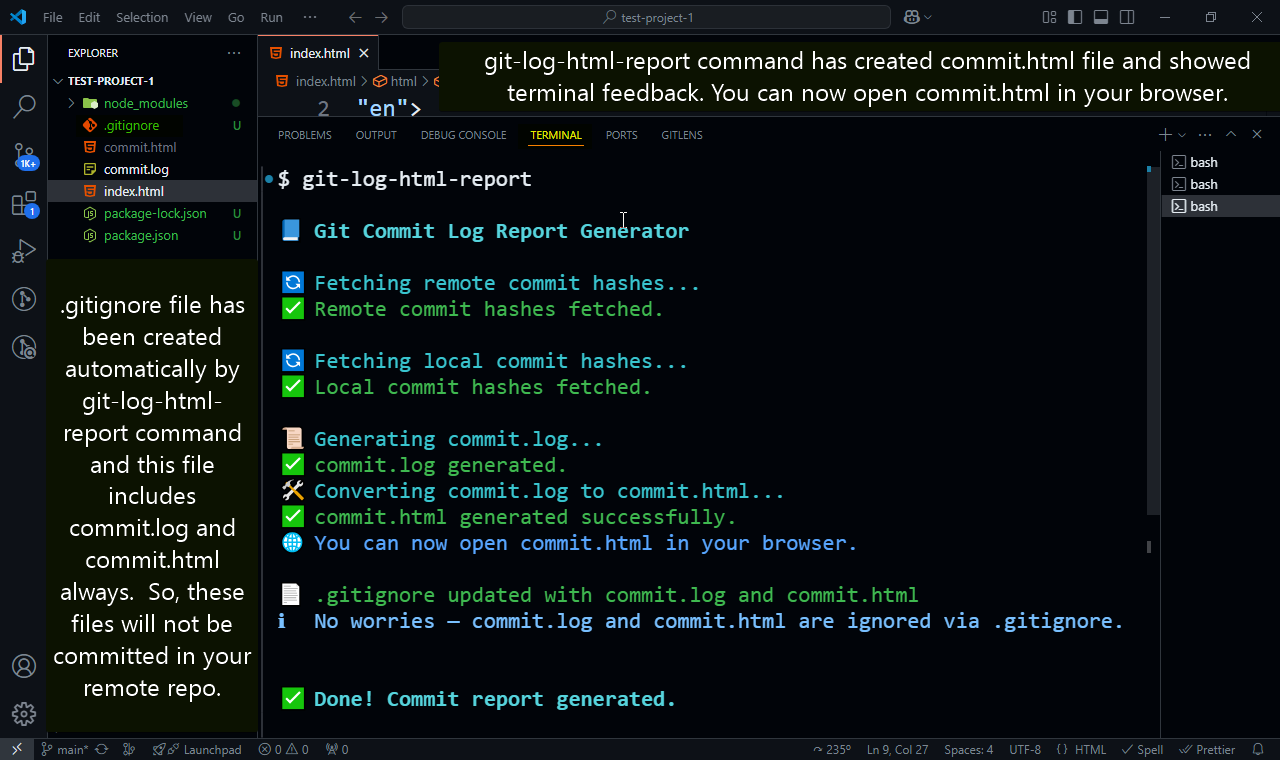 File Edit Selection View Go Run ··· test-project-1
EXPLORER ···
TEST-PROJECT-1
node_modules
.gitignore U
commit.html
commit.log
index.html
package-lock.json U
package.json U
1K+
1
.gitignore file has
been created
automatically by
git-log-html-
report command
and this file
includes
commit.log and
commit.html
always. So, these
files will not be
committed in your
remote repo.
index.html
index.html > html >
2 "en">
git-log-html-report command has created commit.html file and showed
terminal feedback. You can now open commit.html in your browser.
PROBLEMS OUTPUT DEBUG CONSOLE TERMINAL PORTS GITLENS
$ git-log-html-report
📘 Git Commit Log Report Generator
🔄 Fetching remote commit hashes...
✅ Remote commit hashes fetched.
🔄 Fetching local commit hashes...
✅ Local commit hashes fetched.
📜 Generating commit.log...
✅ commit.log generated.
🛠 Converting commit.log to commit.html...
✅ commit.html generated successfully.
🌐 You can now open commit.html in your browser.
📄 .gitignore updated with commit.log and commit.html
ℹ No worries — commit.log and commit.html are ignored via .gitignore.
✅ Done! Commit report generated.
bash
bash
bash
main* Launchpad 0 0 0 235° Ln 9, Col 27 Spaces: 4 UTF-8 {} HTML Spell Prettier